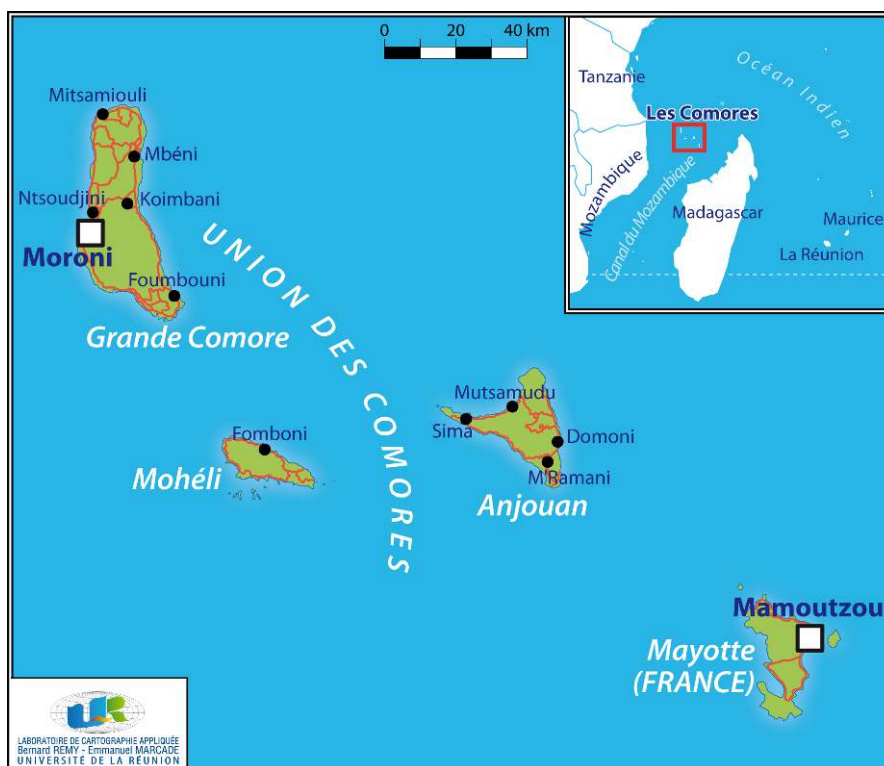 0 20 40 km
Mitsamiouli
Mbéni
Ntsoudjini
Koimbani
Moroni
Foumbouni
Grande Comore
UNION DES COMORES
Fomboni
Mohéli
Mutsamudu
Sima
Domoni
M'Ramani
Anjouan
Mamoutzou
Mayotte
(FRANCE)
Tanzanie
Océan Indién
Les Comores
Mozambique
Canal du Mozambique
Madagascar
Maurice
La Réunion
UR
LABORATOIRE DE CARTOGRAPHIE APPLIQUÉE
Bernard REMY - Emmanuel MARCADE
UNIVERSITÉ DE LA RÉUNION